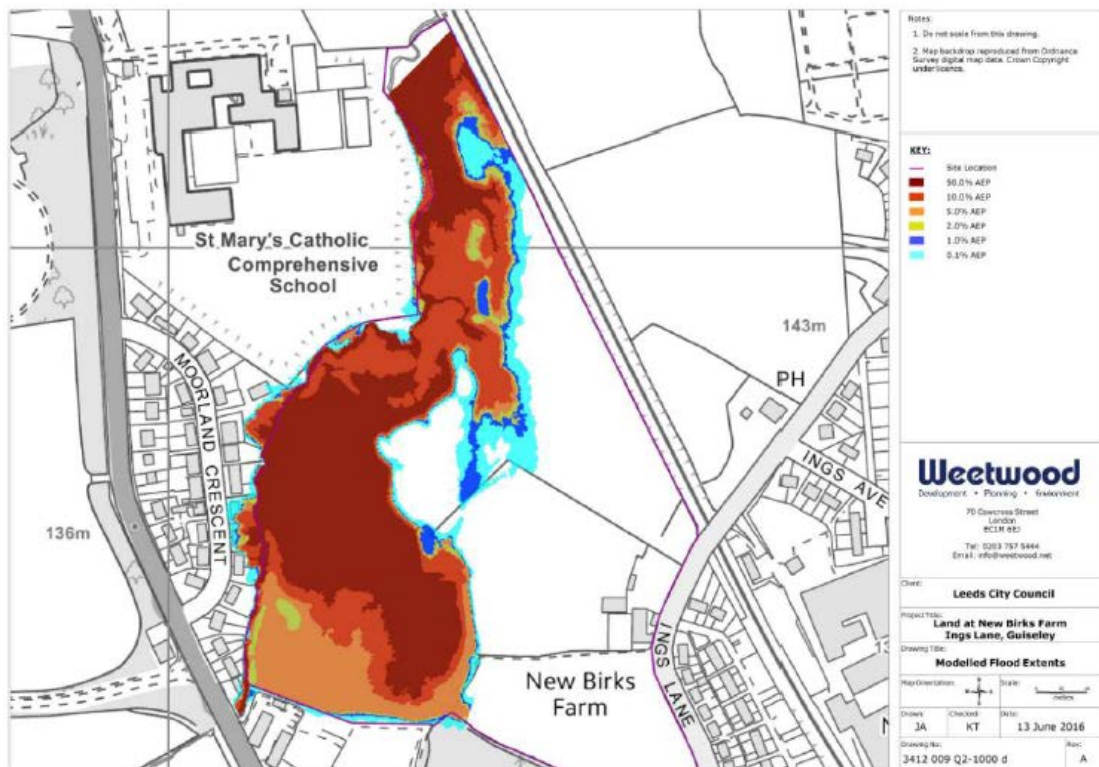 St Mary's Catholic
Comprehensive
School
MOORLAND CRESCENT
136m
143m
PH
INGS AVE
INGS LANE
New Birks
Farm
Notes:
1. Do not scale from this drawing.
2. Map backdrop reproduced from Ordnance
Survey digital map data. Crown Copyright
under licence.
KEY:
Site Location
50.0% AEP
10.0% AEP
5.0% AEP
2.0% AEP
1.0% AEP
0.1% AEP
Weetwood
Development • Planning • Environment
70 Cowcross Street
London
EC1M 6EJ
Tel: 0203 757 5444
Email: info@weetwood.net
Client:
Leeds City Council
Project Title:
Land at New Birks Farm
Ings Lane, Guiseley
Drawing Title:
Modelled Flood Extents
Map Orientation:
Scale:
metres
Drawn:
JA
Checked:
KT
Date:
13 June 2016
Drawing No:
3412 009 Q2-1000 d
Rev:
A